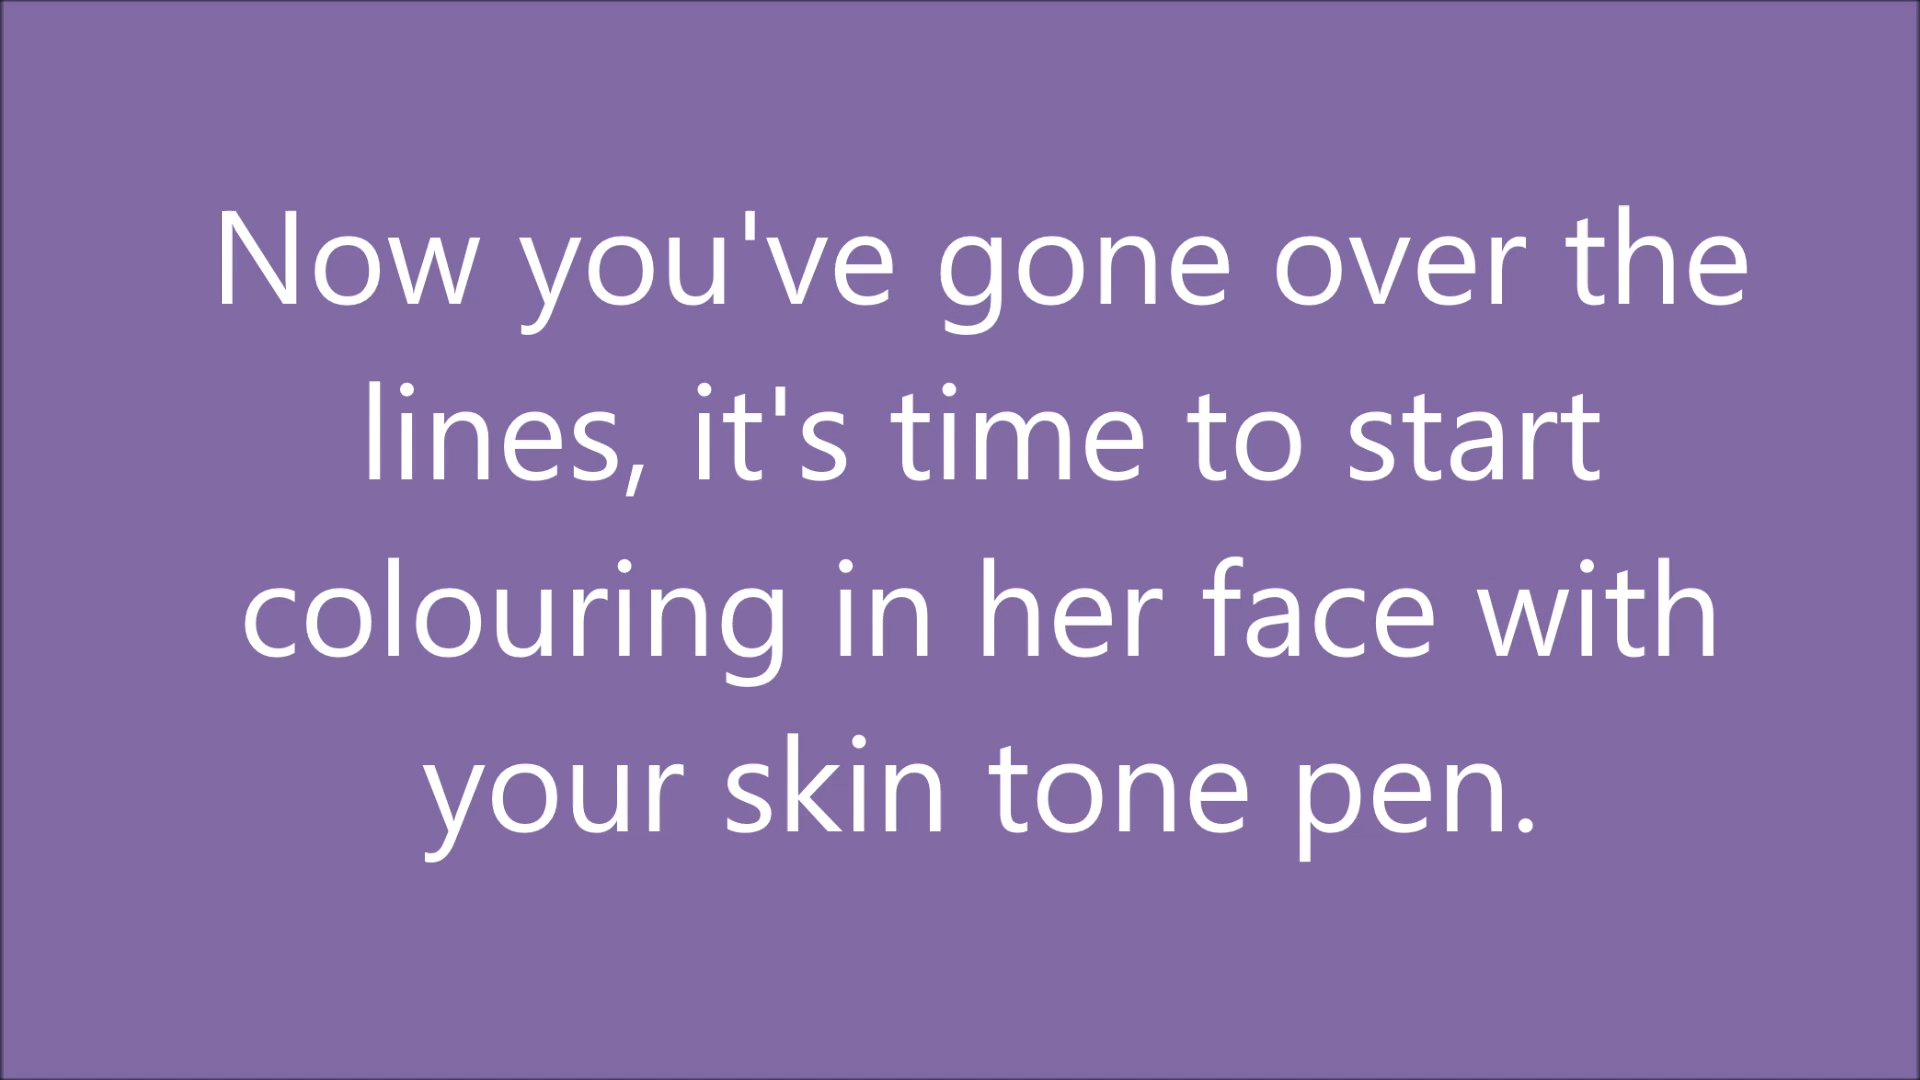 Now you've gone over the
lines, it's time to start
colouring in her face with
your skin tone pen.